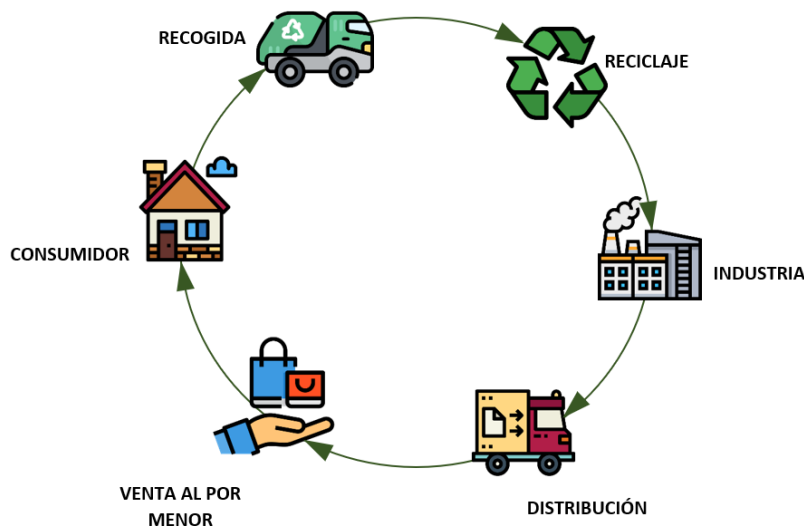 RECOGIDA
RECICLAJE
INDUSTRIA
DISTRIBUCIÓN
VENTA AL POR
MENOR
CONSUMIDOR